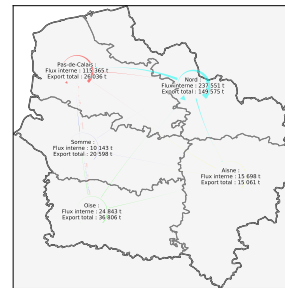 Pas-de-Calais :
Flux interne : 115 365 t
Export total : 26 036 t
Nord :
Flux interne : 237 551 t
Export total : 149 575 t
Somme :
Flux interne : 10 143 t
Export total : 20 598 t
Aisne :
Flux interne : 15 698 t
Export total : 15 061 t
Oise :
Flux interne : 24 843 t
Export total : 36 806 t